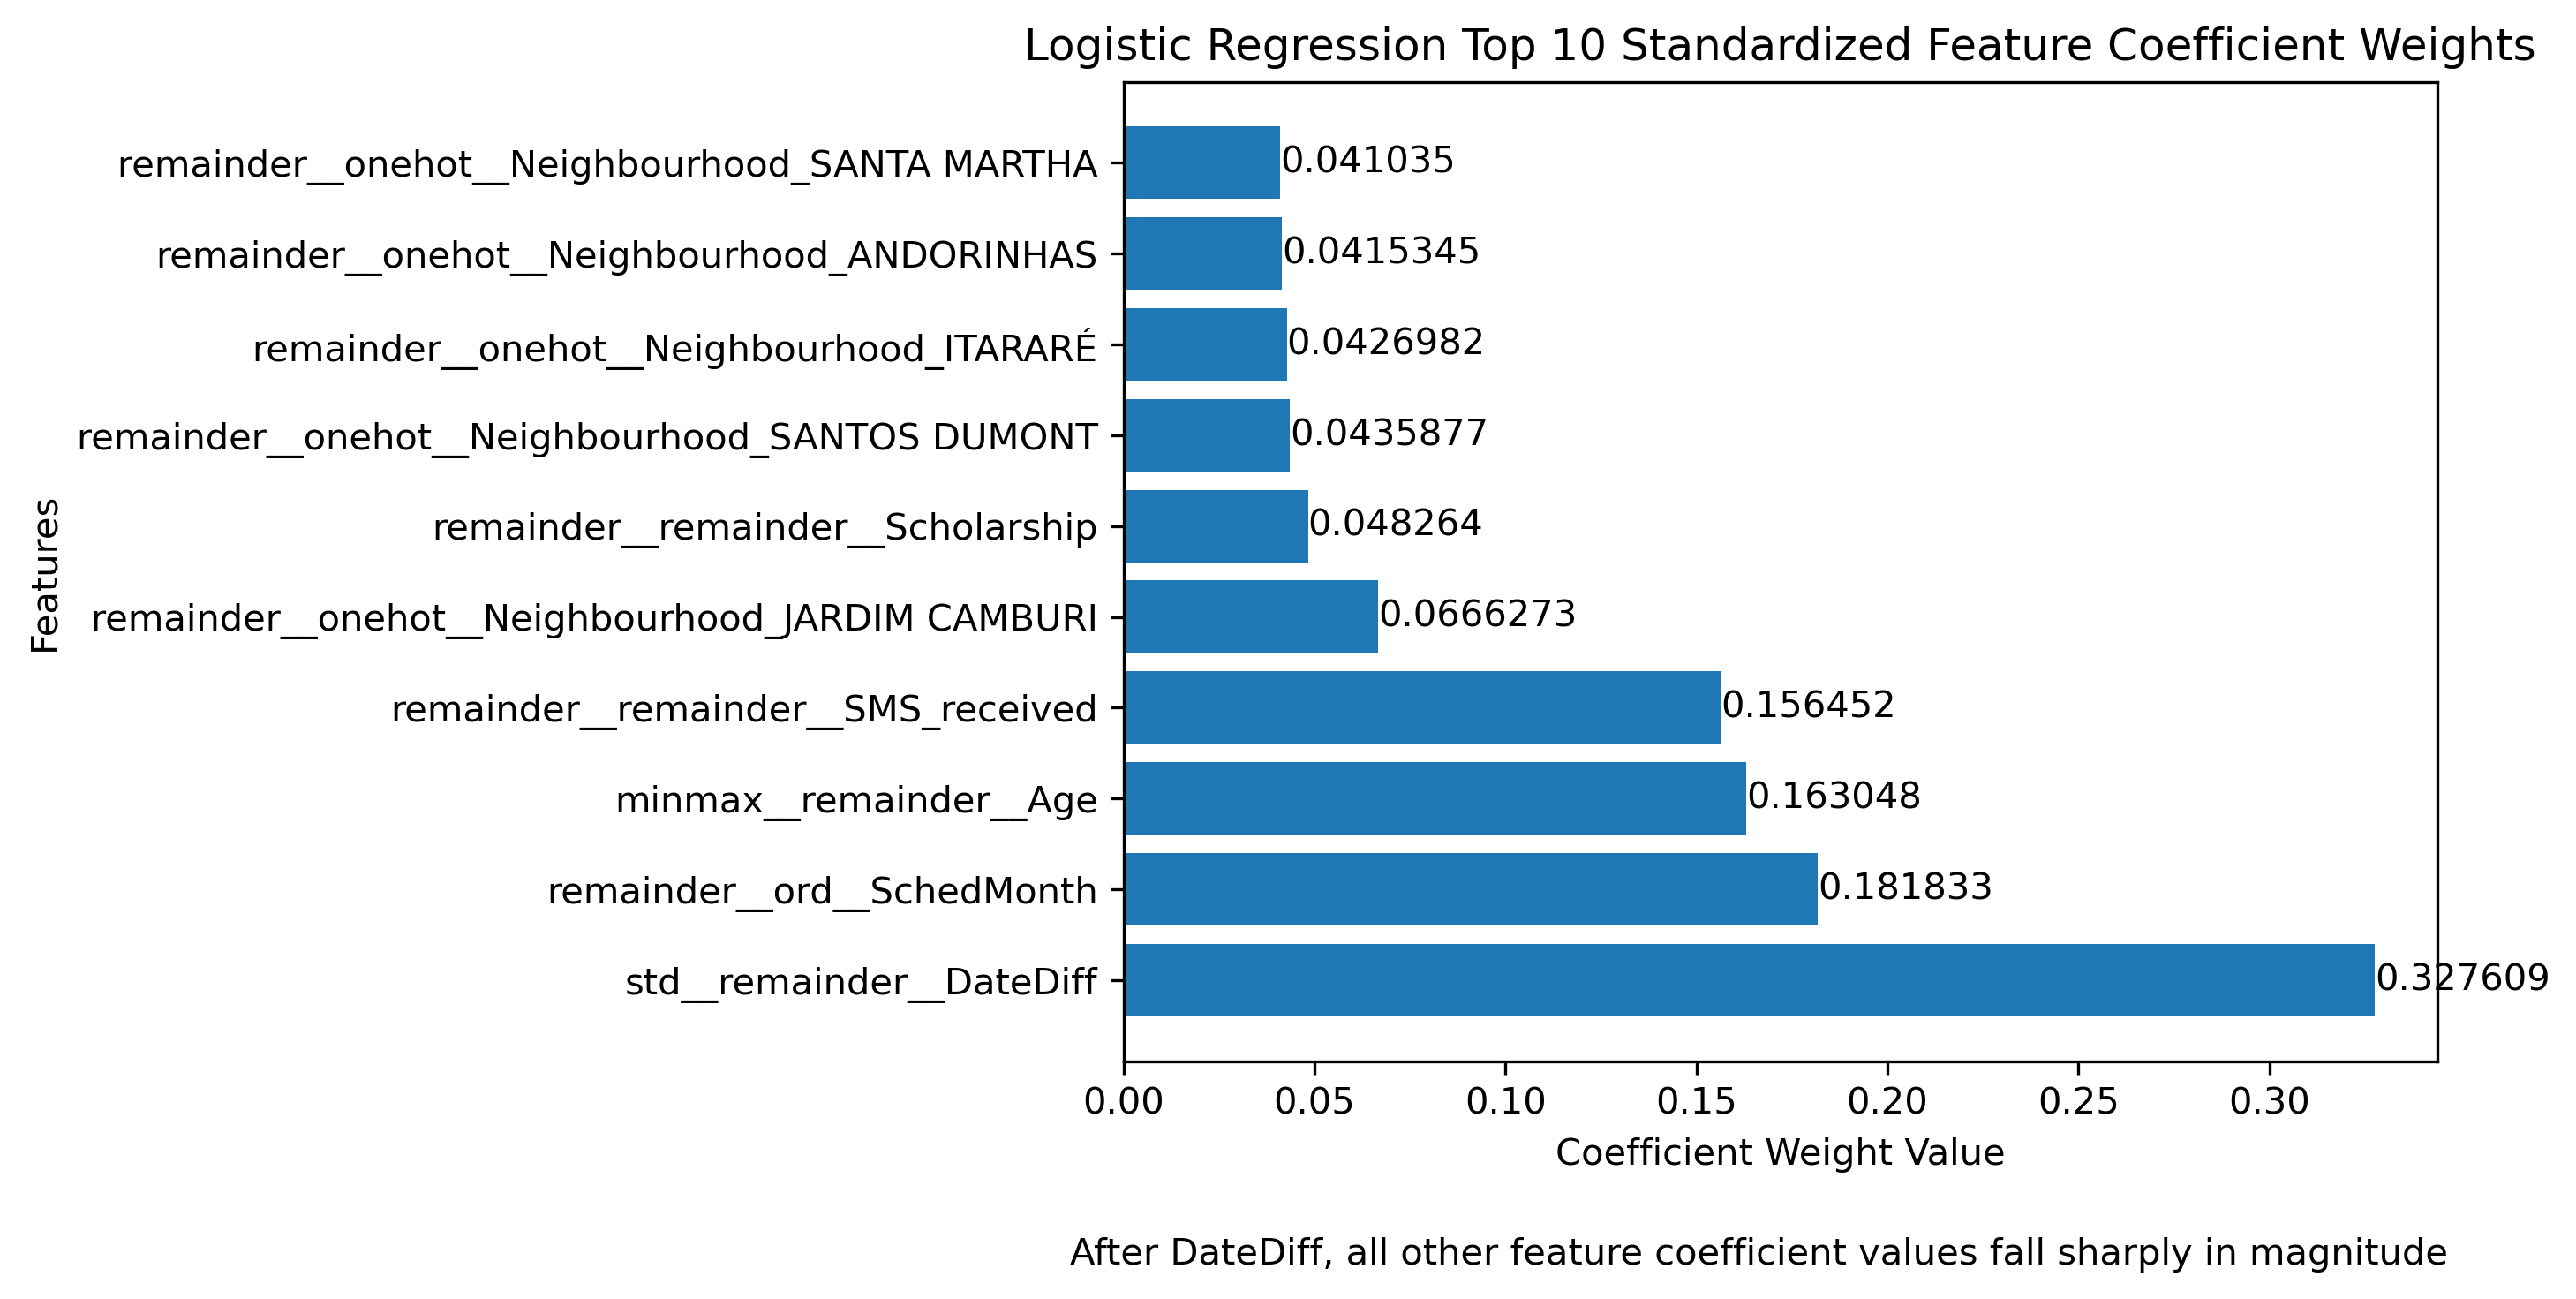 Logistic Regression Top 10 Standardized Feature Coefficient Weights
remainder__onehot__Neighbourhood_SANTA MARTHA
0.041035
remainder__onehot__Neighbourhood_ANDORINHAS
0.0415345
remainder__onehot__Neighbourhood_ITARARÉ
0.0426982
remainder__onehot__Neighbourhood_SANTOS DUMONT
0.0435877
remainder__remainder__Scholarship
0.048264
remainder__onehot__Neighbourhood_JARDIM CAMBURI
0.0666273
remainder__remainder__SMS_received
0.156452
minmax__remainder__Age
0.163048
remainder__ord__SchedMonth
0.181833
std__remainder__DateDiff
0.327609
Features
0.00 0.05 0.10 0.15 0.20 0.25 0.30
Coefficient Weight Value
After DateDiff, all other feature coefficient values fall sharply in magnitude